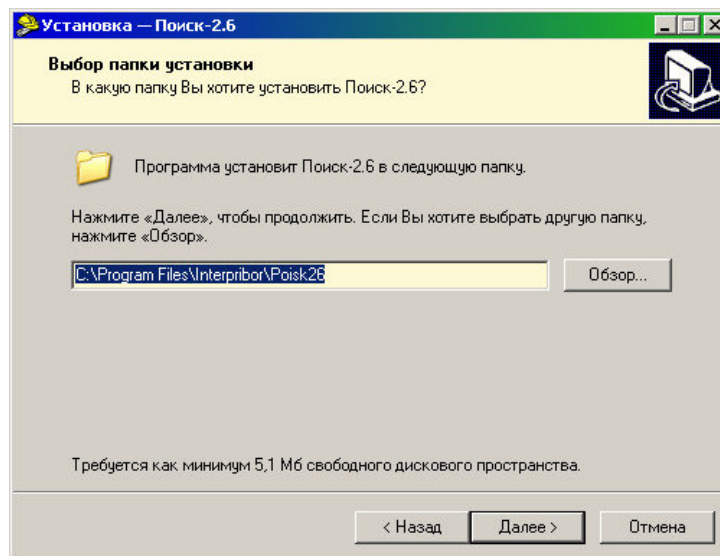 Установка — Поиск-2.6
Выбор папки установки
В какую папку Вы хотите установить Поиск-2.6?
Программа установит Поиск-2.6 в следующую папку.
Нажмите «Далее», чтобы продолжить. Если Вы хотите выбрать другую папку,
нажмите «Обзор».
C:\Program Files\Interpribor\Poisk26
Обзор...
Требуется как минимум 5,1 Мб свободного дискового пространства.
< Назад
Далее >
Отмена